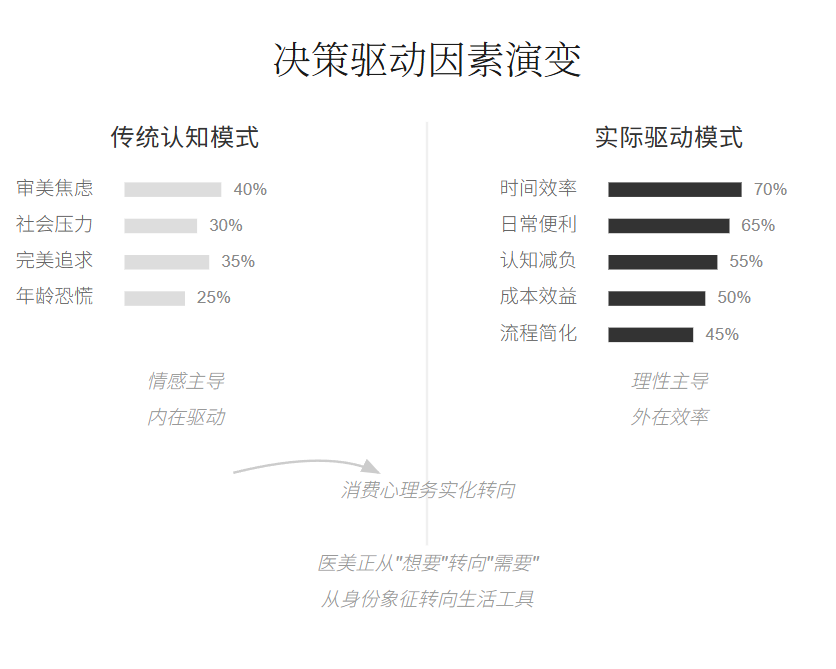 决策驱动因素演变
传统认知模式
审美焦虑 40%
社会压力 30%
完美追求 35%
年龄恐慌 25%
情感主导
内在驱动
实际驱动模式
时间效率 70%
日常便利 65%
认知减负 55%
成本效益 50%
流程简化 45%
理性主导
外在效率
消费心理务实化转向
医美正从"想要"转向"需要"
从身份象征转向生活工具